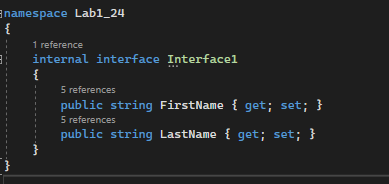 namespace Lab1_24
{
1 reference
internal interface Interface1
{
5 references
public string FirstName { get; set; }
5 references
public string LastName { get; set; }
}
}